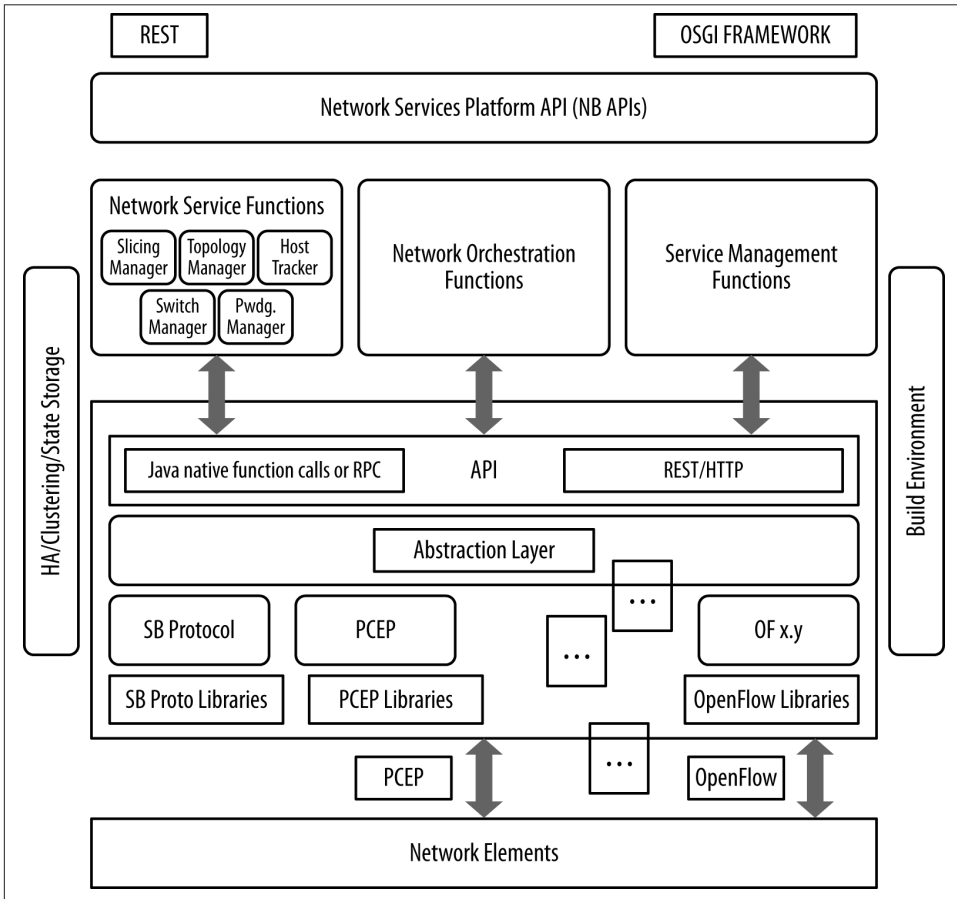 REST
OSGI FRAMEWORK
Network Services Platform API (NB APIs)
Network Service Functions
Slicing
Manager
Topology
Manager
Host
Tracker
Switch
Manager
Pwdg.
Manager
Network Orchestration
Functions
Service Management
Functions
HA/Clustering/State Storage
Build Environment
Java native function calls or RPC
API
REST/HTTP
Abstraction Layer
...
SB Protocol
PCEP
...
OF x.y
SB Proto Libraries
PCEP Libraries
OpenFlow Libraries
...
PCEP
OpenFlow
Network Elements